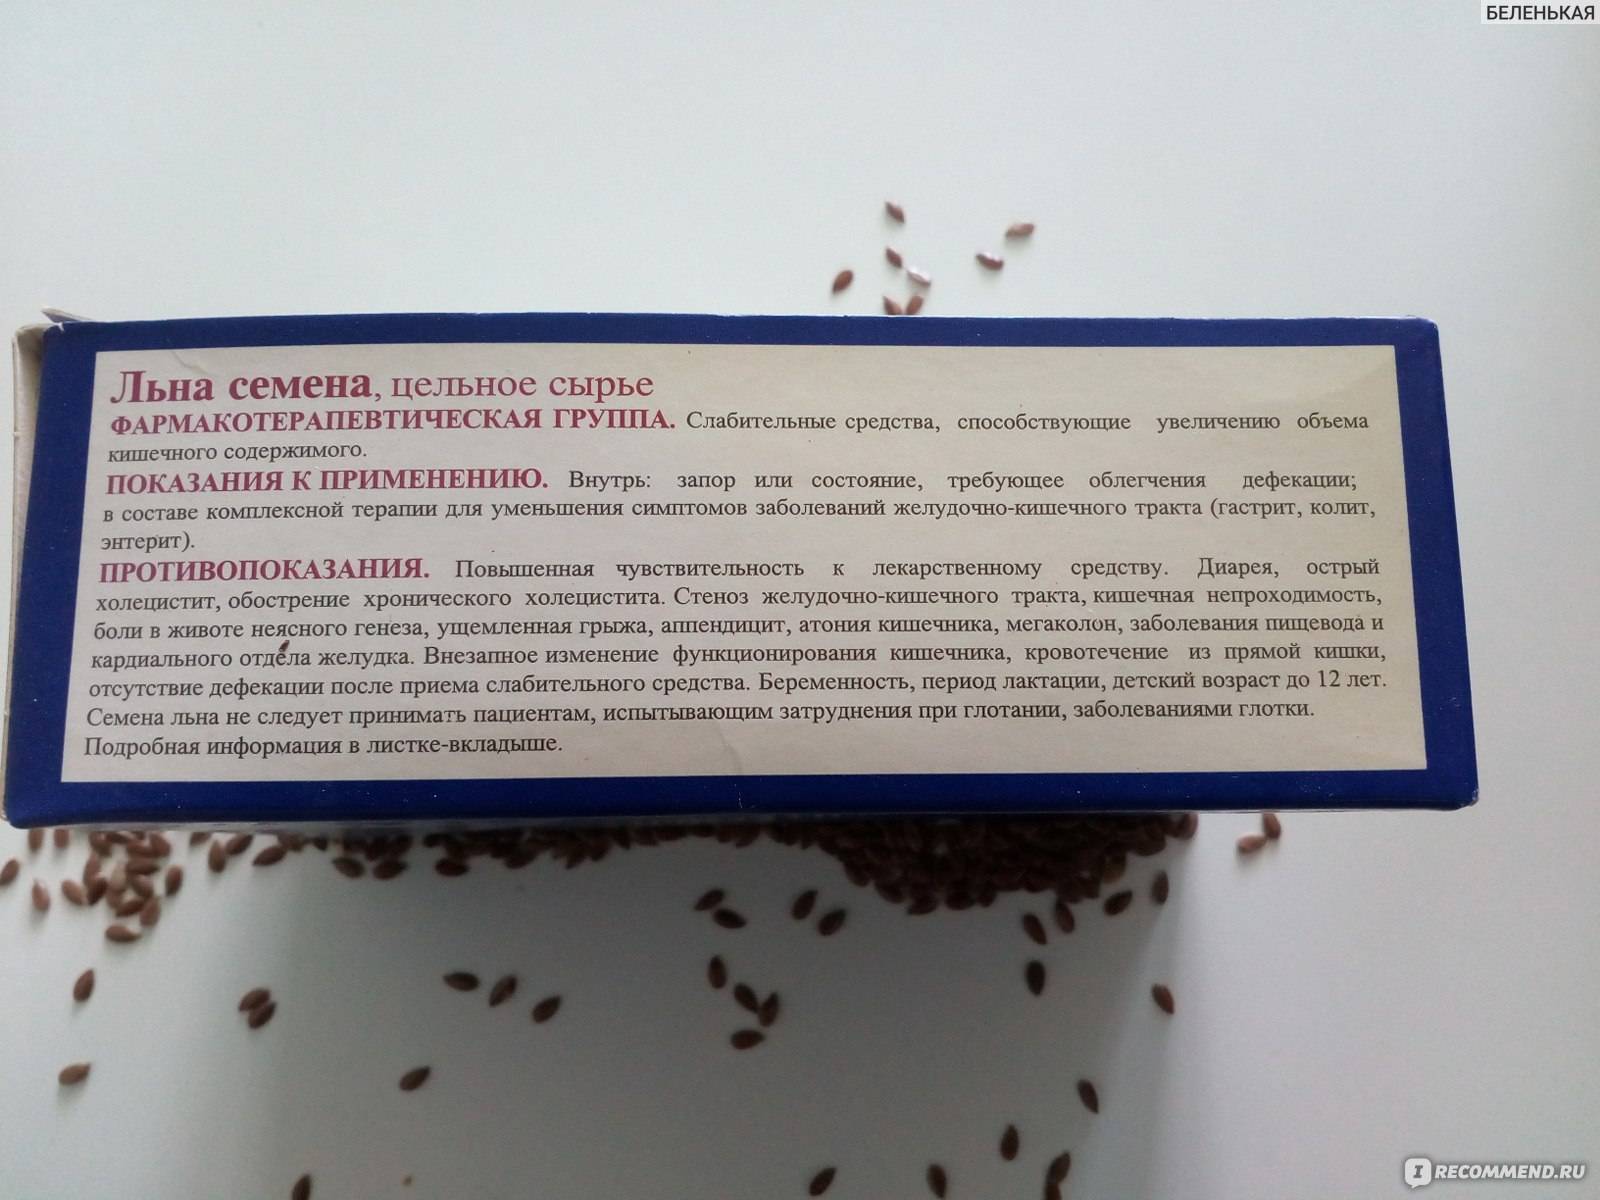 БЕЛЕНЬКАЯ
Льна семена, цельное сырье
ФАРМАКОТЕРАПЕВТИЧЕСКАЯ ГРУППА. Слабительные средства, способствующие увеличению объема
кишечного содержимого.
ПОКАЗАНИЯ К ПРИМЕНЕНИЮ. Внутрь: запор или состояние, требующее облегчения дефекации;
в составе комплексной терапии для уменьшения симптомов заболеваний желудочно-кишечного тракта (гастрит, колит,
энтерит).
ПРОТИВОПОКАЗАНИЯ. Повышенная чувствительность к лекарственному средству. Диарея, острый
холецистит, обострение хронического холецистита. Стеноз желудочно-кишечного тракта, кишечная непроходимость,
боли в животе неясного генеза, ущемленная грыжа, аппендицит, атония кишечника, мегаколон, заболевания пищевода и
кардиального отдела желудка. Внезапное изменение функционирования кишечника, кровотечение из прямой кишки,
отсутствие дефекации после приема слабительного средства. Беременность, период лактации, детский возраст до 12 лет.
Семена льна не следует принимать пациентам, испытывающим затруднения при глотании, заболеваниями глотки.
Подробная информация в листке-вкладыше.
IRECOMMEND.RU